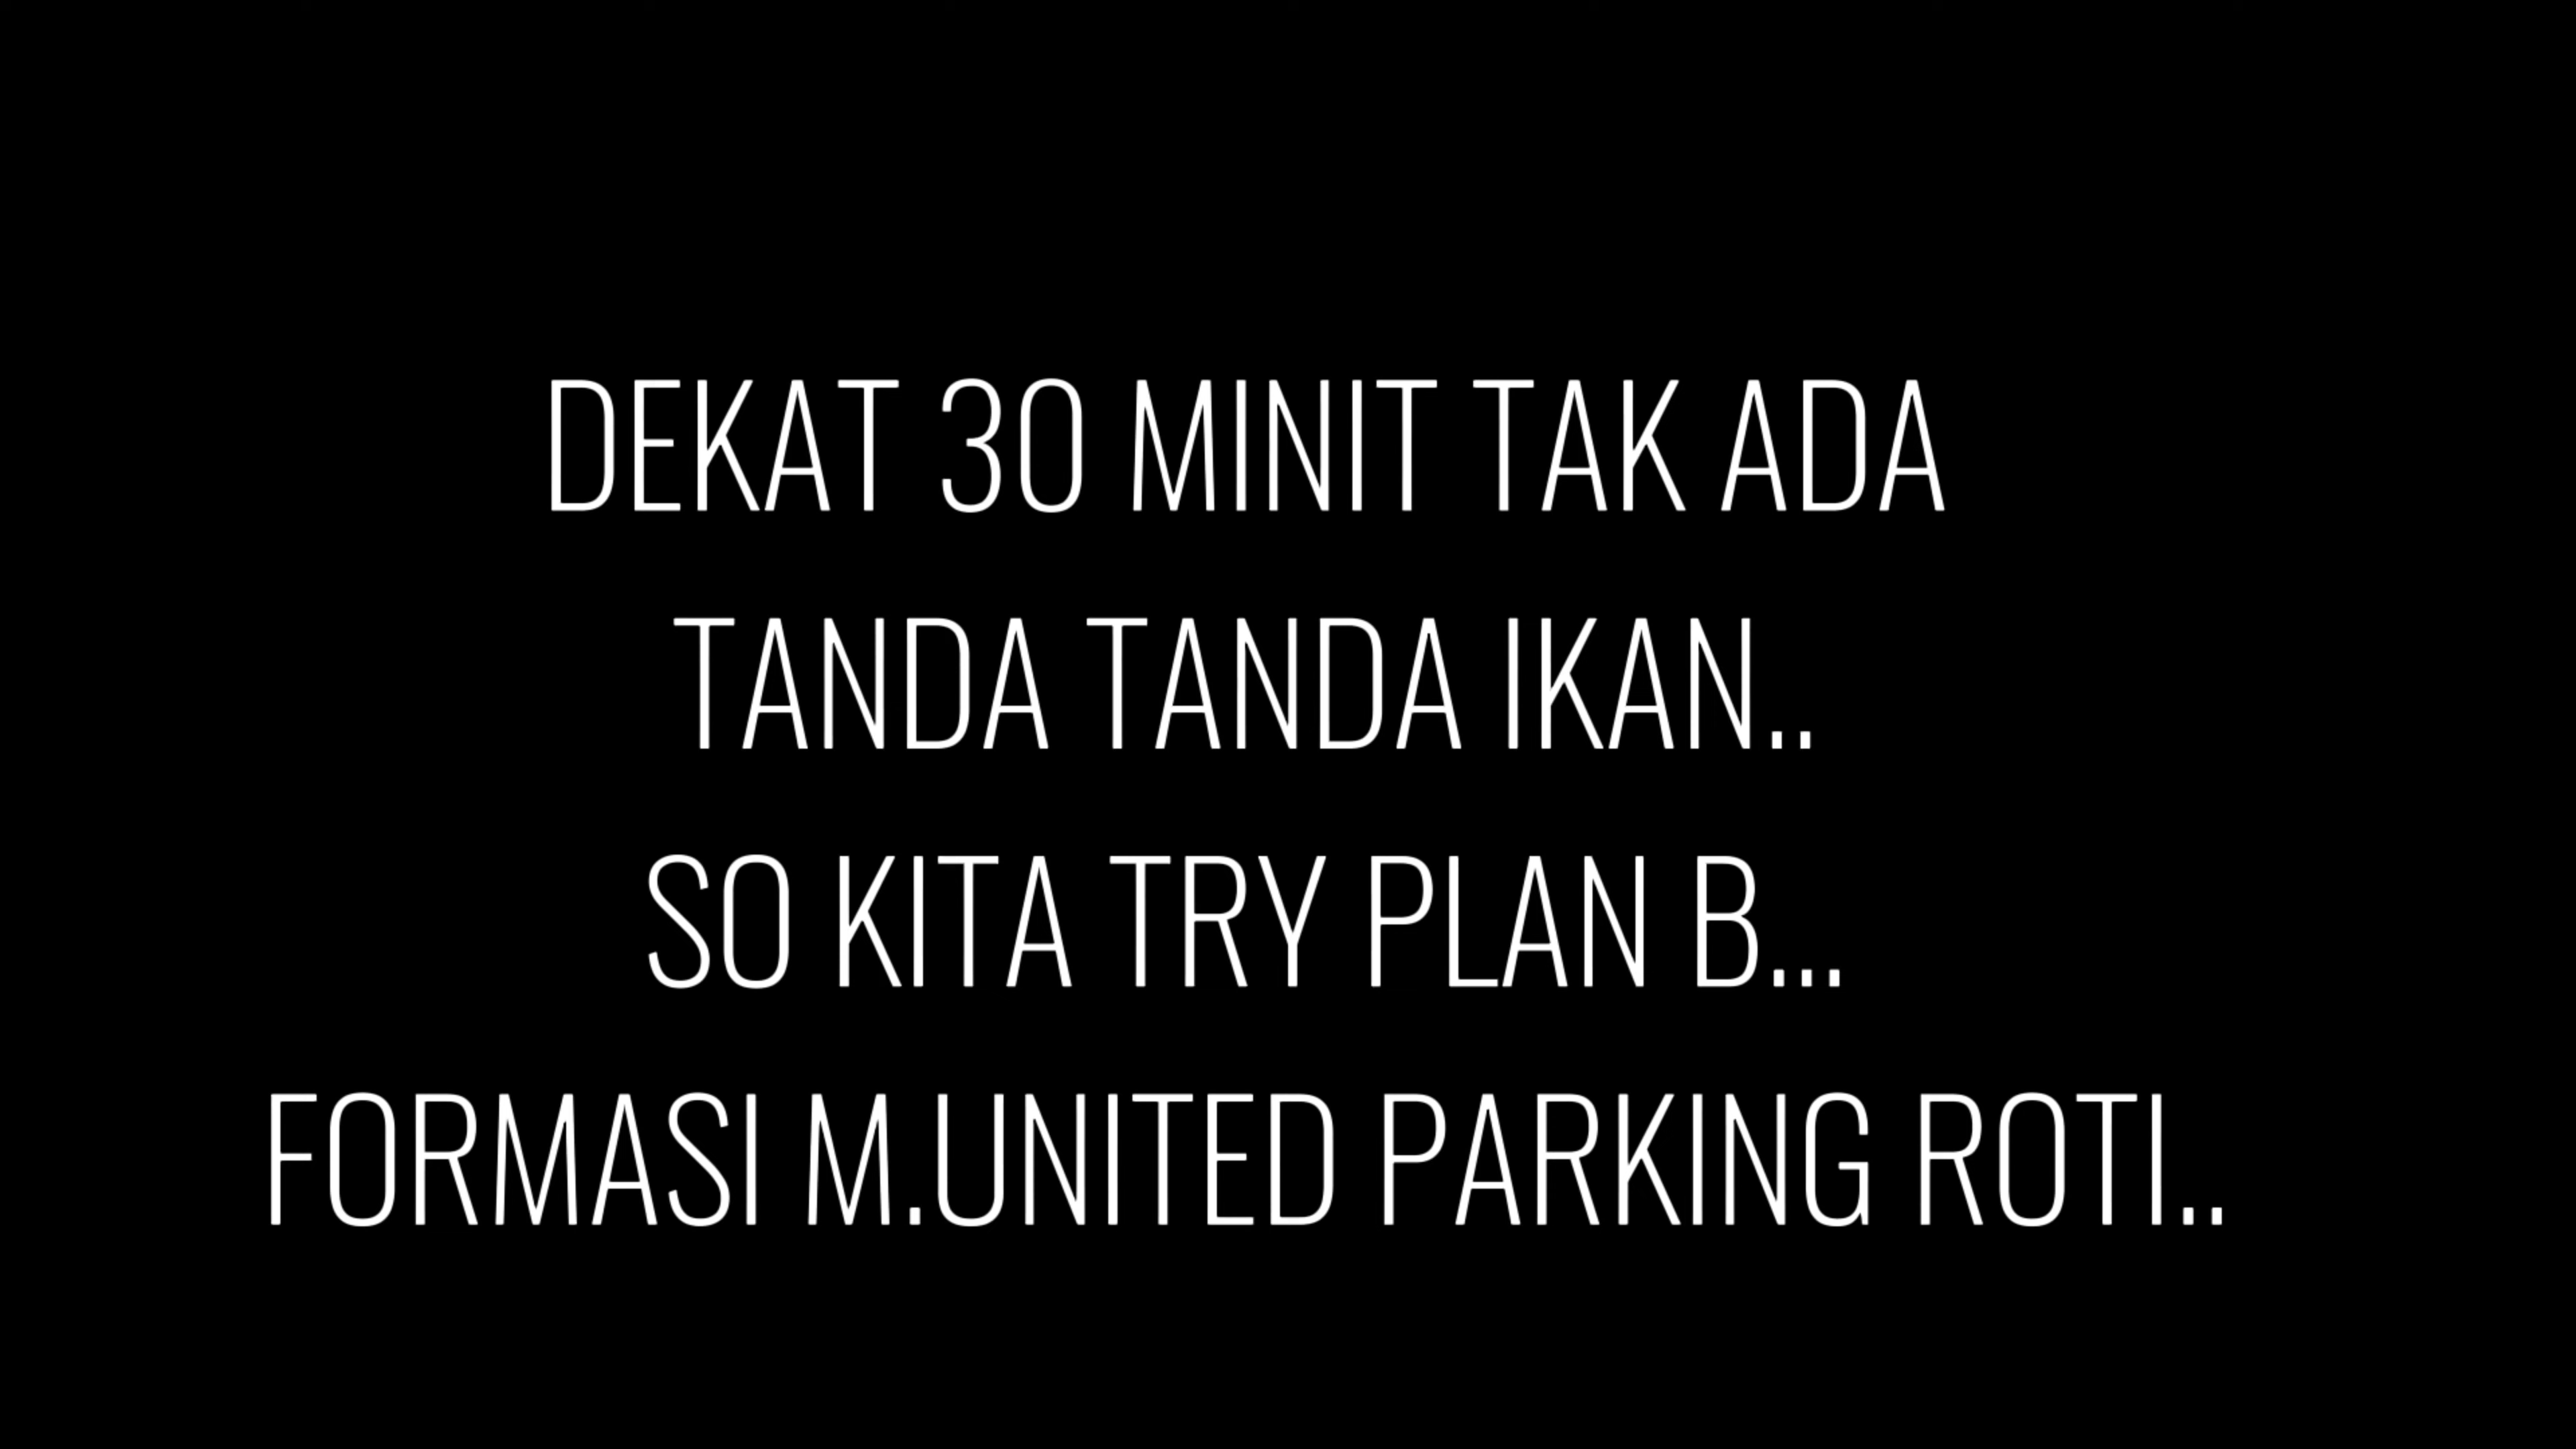 DEKAT 30 MINIT TAK ADA
TANDA TANDA IKAN..
SO KITA TRY PLAN B...
FORMASI M.UNITED PARKING ROTI..